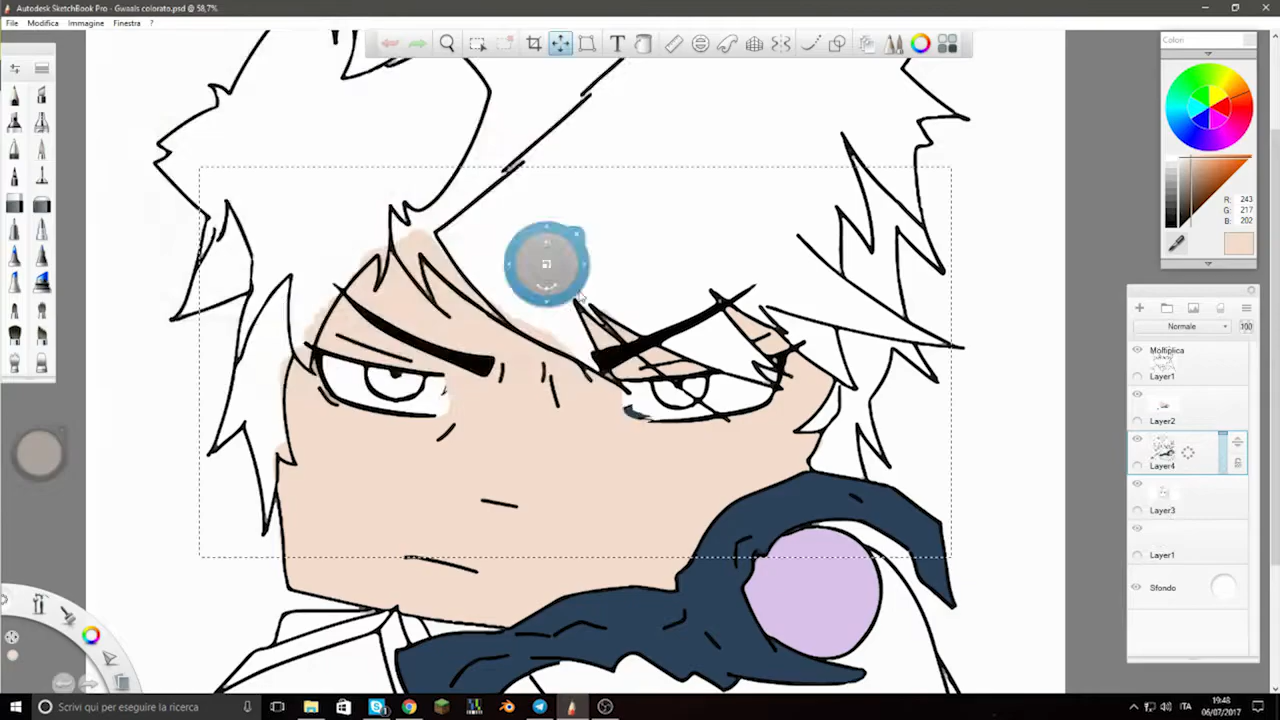 Autodesk SketchBook Pro - Gwaals colorato.psd @ 58,7%
File Modifica Immagine Finestra ?
Colori
R: 243
G: 217
B: 202
Normale 100
Moltiplica
Layer1
Layer2
Layer4
Layer3
Layer1
Sfondo
Scrivi qui per eseguire la ricerca
ITA
19:48
06/07/2017